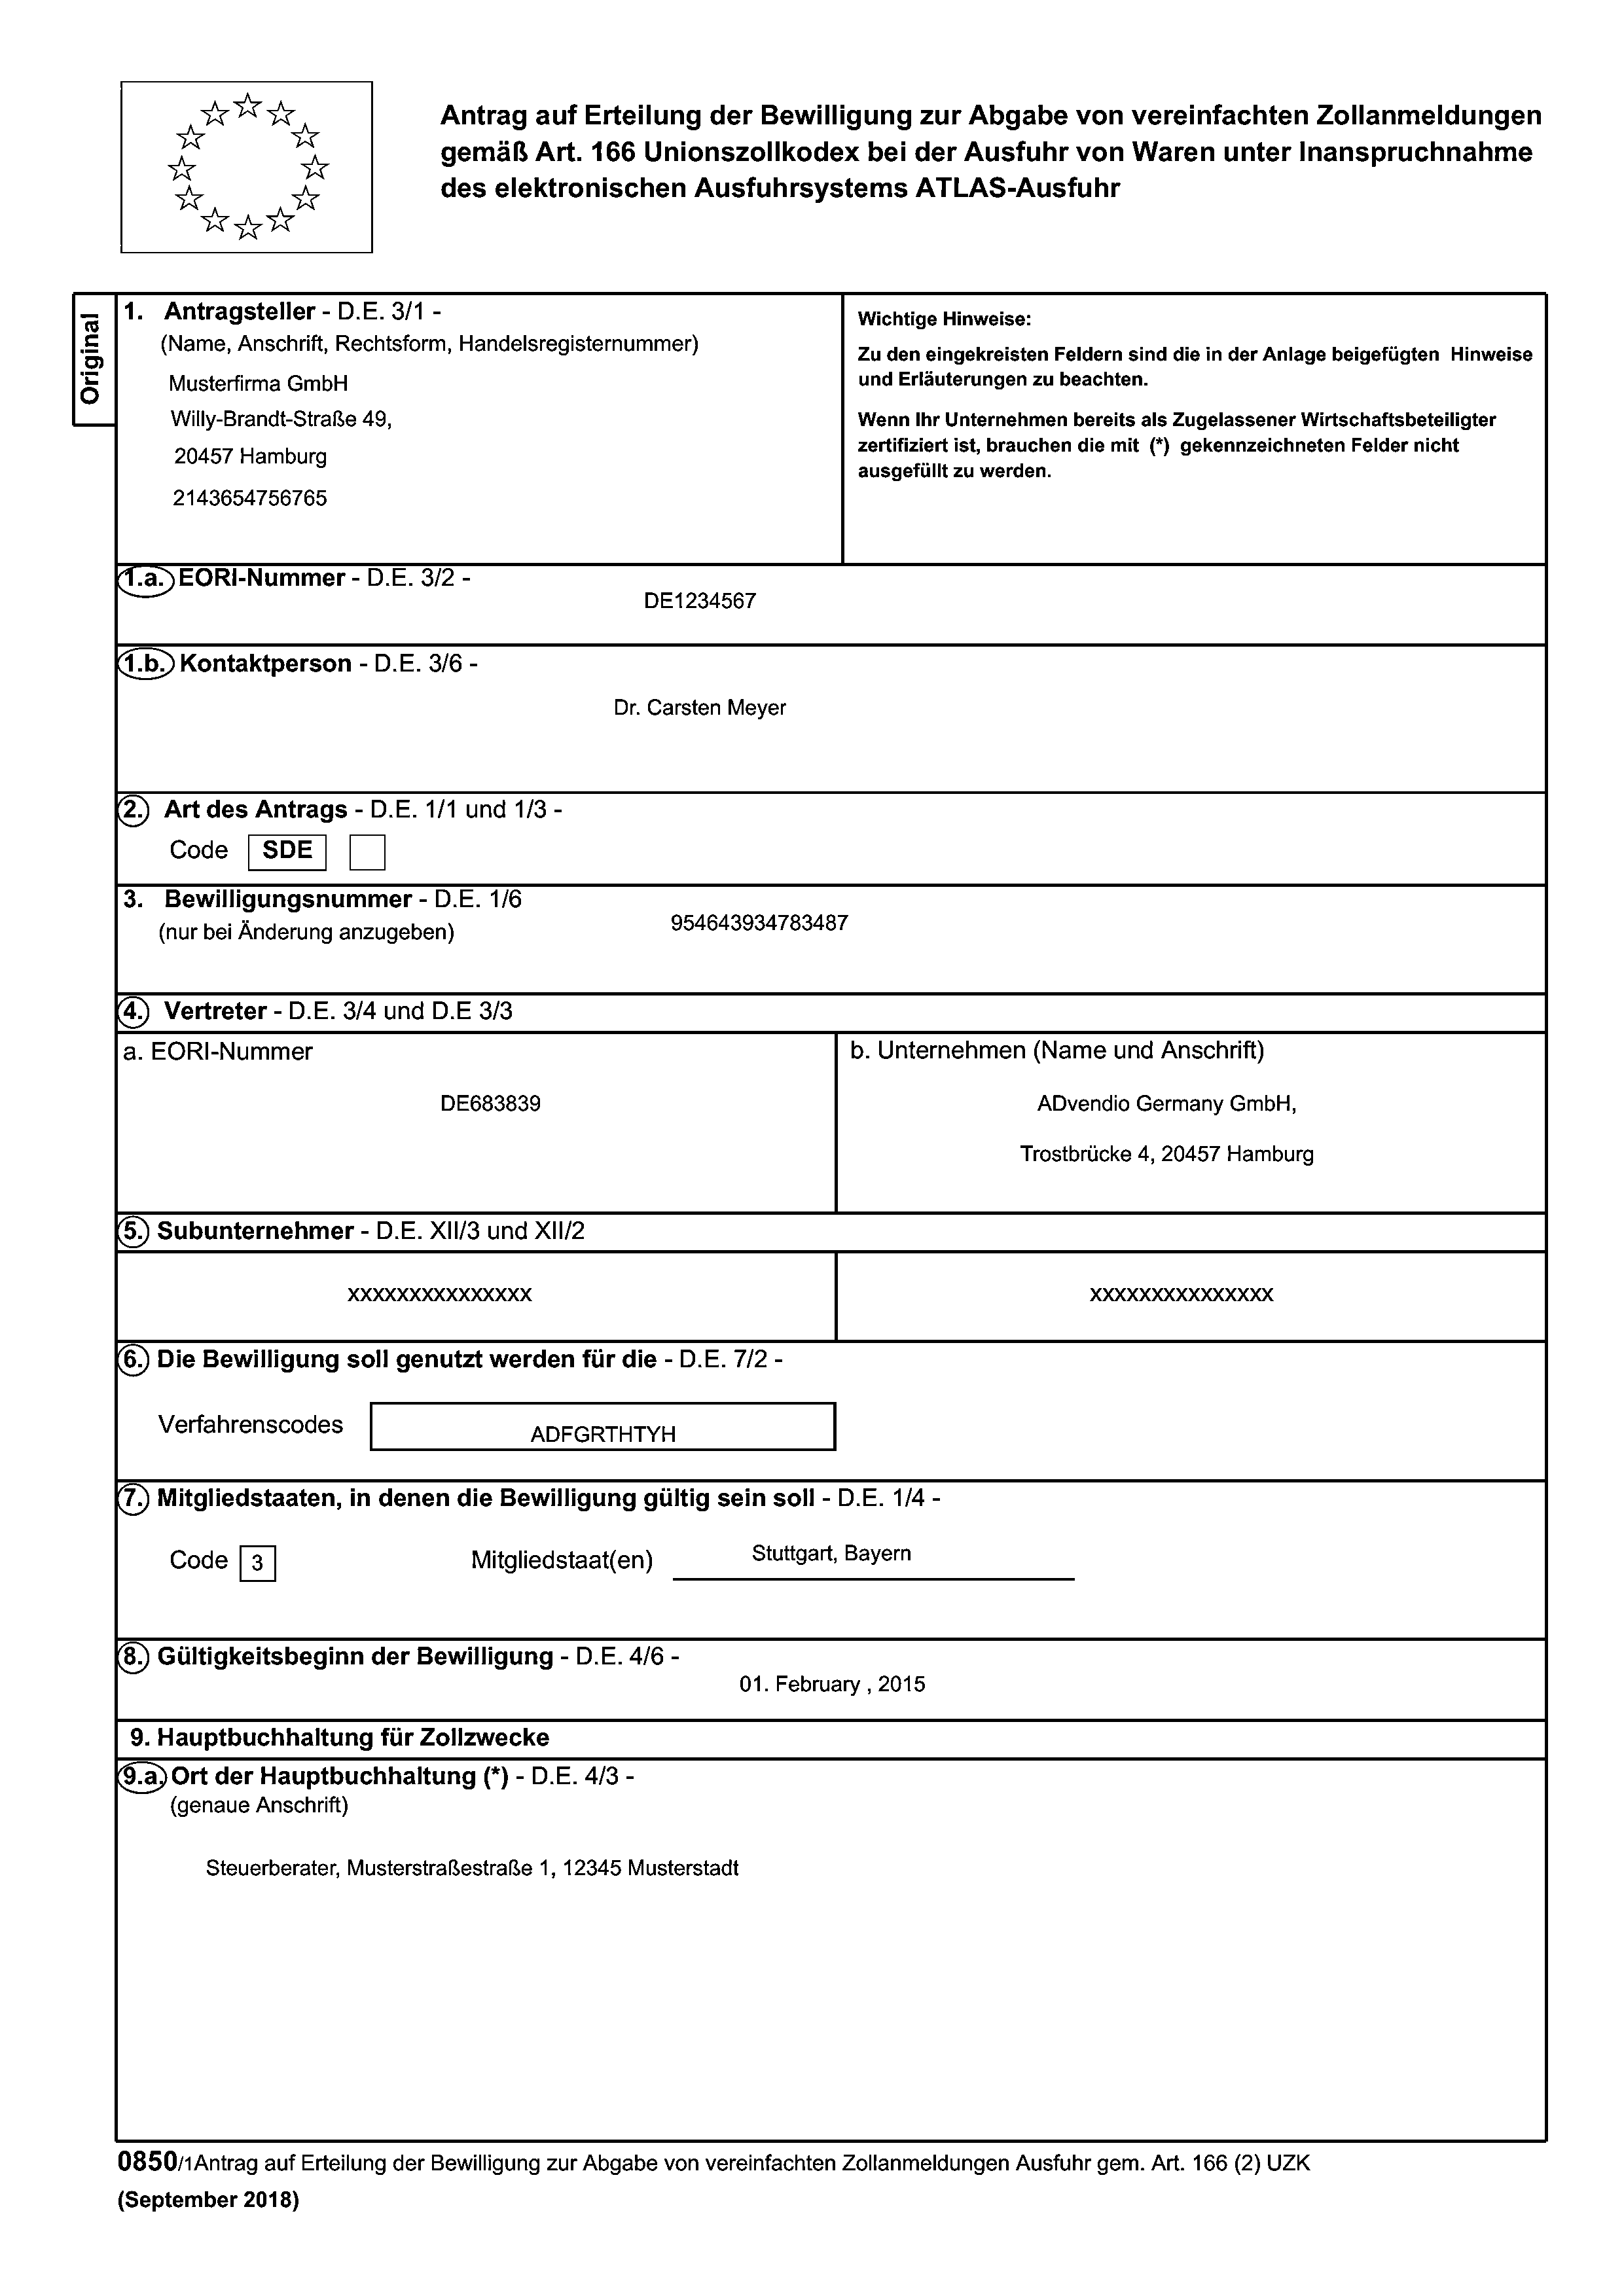 Antrag auf Erteilung der Bewilligung zur Abgabe von vereinfachten Zollanmeldungen
gemäß Art. 166 Unionszollkodex bei der Ausfuhr von Waren unter Inanspruchnahme
des elektronischen Ausfuhrsystems ATLAS-Ausfuhr
Original
1. Antragsteller - D.E. 3/1 -
(Name, Anschrift, Rechtsform, Handelsregisternummer)
Musterfirma GmbH
Willy-Brandt-Straße 49,
20457 Hamburg
2143654756765
Wichtige Hinweise:
Zu den eingekreisten Feldern sind die in der Anlage beigefügten Hinweise
und Erläuterungen zu beachten.
Wenn Ihr Unternehmen bereits als Zugelassener Wirtschaftsbeteiligter
zertifiziert ist, brauchen die mit (*) gekennzeichneten Felder nicht
ausgefüllt zu werden.
1.a. EORI-Nummer - D.E. 3/2 -
DE1234567
1.b. Kontaktperson - D.E. 3/6 -
Dr. Carsten Meyer
2. Art des Antrags - D.E. 1/1 und 1/3 -
Code SDE
3. Bewilligungsnummer - D.E. 1/6
(nur bei Änderung anzugeben)
954643934783487
4. Vertreter - D.E. 3/4 und D.E 3/3
a. EORI-Nummer
DE683839
b. Unternehmen (Name und Anschrift)
ADvendio Germany GmbH,
Trostbrücke 4, 20457 Hamburg
5. Subunternehmer - D.E. XII/3 und XII/2
xxxxxxxxxxxxxxx xxxxxxxxxxxxxxx
6. Die Bewilligung soll genutzt werden für die - D.E. 7/2 -
Verfahrenscodes ADFGRTHTYH
7. Mitgliedstaaten, in denen die Bewilligung gültig sein soll - D.E. 1/4 -
Code 3 Mitgliedstaat(en) Stuttgart, Bayern
8. Gültigkeitsbeginn der Bewilligung - D.E. 4/6 -
01. February , 2015
9. Hauptbuchhaltung für Zollzwecke
9.a. Ort der Hauptbuchhaltung (*) - D.E. 4/3 -
(genaue Anschrift)
Steuerberater, Musterstraßestraße 1, 12345 Musterstadt
0850/1Antrag auf Erteilung der Bewilligung zur Abgabe von vereinfachten Zollanmeldungen Ausfuhr gem. Art. 166 (2) UZK
(September 2018)